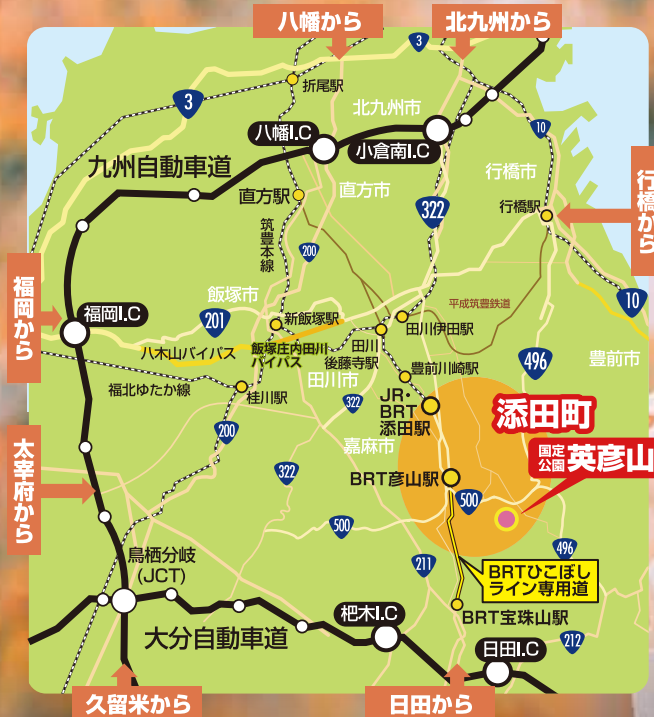 八幡から
北九州から
3
3
折尾駅
北九州市
八幡I.C
小倉南I.C
10
九州自動車道
行橋市
行橋から
直方駅
直方市
322
行橋駅
筑豊本線
200
福岡から
飯塚市
平成筑豊鉄道
10
福岡I.C
201
新飯塚駅
田川伊田駅
八木山バイパス
飯塚庄内田川
バイパス
田川
後藤寺駅
496
豊前市
福北ゆたか線
桂川駅
田川市
豊前川崎駅
322
JR・
BRT
添田駅
添田町
200
嘉麻市
太宰府から
国定
公園
英彦山
322
BRT彦山駅
500
500
鳥栖分岐
(JCT)
211
496
BRTひこぼし
ライン専用道
BRT宝珠山駅
大分自動車道
杷木I.C
212
日田I.C
久留米から
日田から